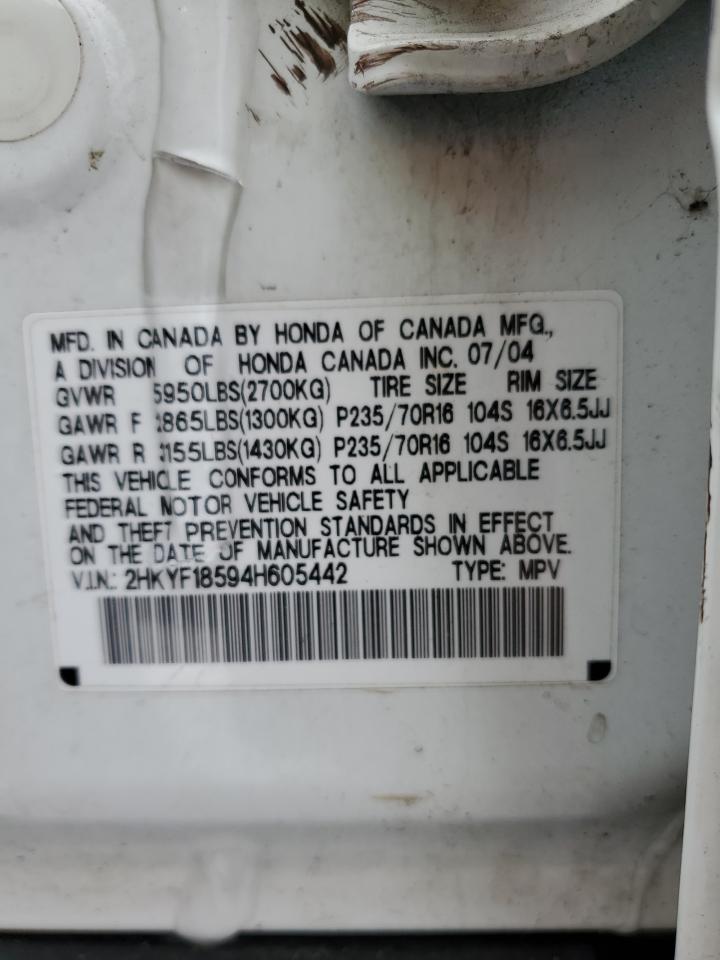 MFD. IN CANADA BY HONDA OF CANADA MFG.,
A DIVISION OF HONDA CANADA INC. 07/04
GVWR 5950LBS(2700KG) TIRE SIZE RIM SIZE
GAWR F 2865LBS(1300KG) P235/70R16 104S 16X6.5JJ
GAWR R 3155LBS(1430KG) P235/70R16 104S 16X6.5JJ
THIS VEHICLE CONFORMS TO ALL APPLICABLE
FEDERAL MOTOR VEHICLE SAFETY
AND THEFT PREVENTION STANDARDS IN EFFECT
ON THE DATE OF MANUFACTURE SHOWN ABOVE.
V.I.N.: 2HKYF18594H605442 TYPE: MPV